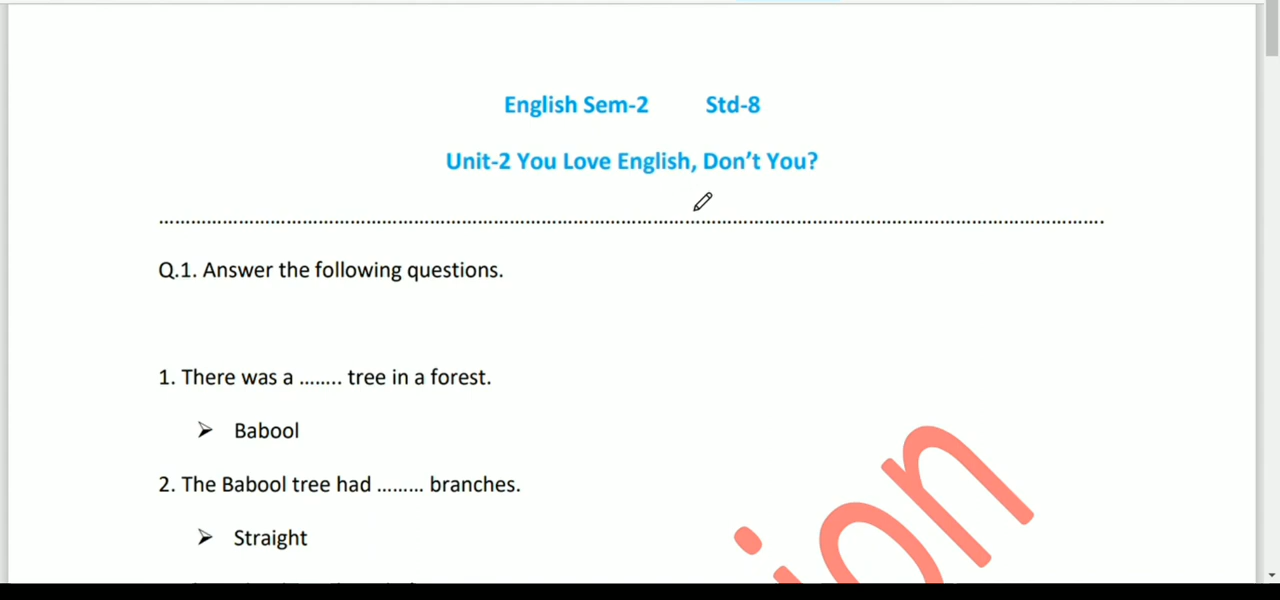 English Sem-2 Std-8
Unit-2 You Love English, Don’t You?
Q.1. Answer the following questions.
1. There was a ........ tree in a forest.
➢ Babool
2. The Babool tree had ......... branches.
➢ Straight
ion